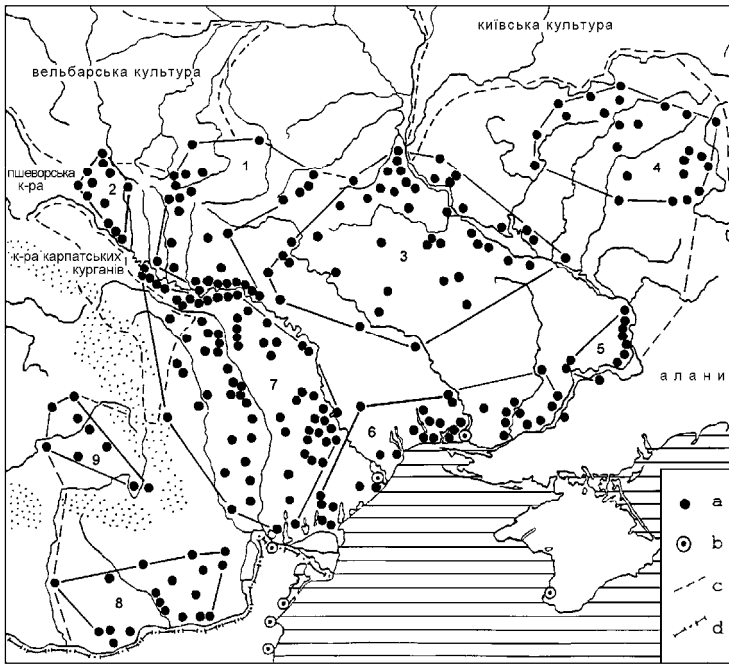 київська культура
вельбарська культура
1
4
пшеворська
к-ра
2
3
к-ра карпатських
курганів
5
алани
7
6
9
8
a
b
c
d